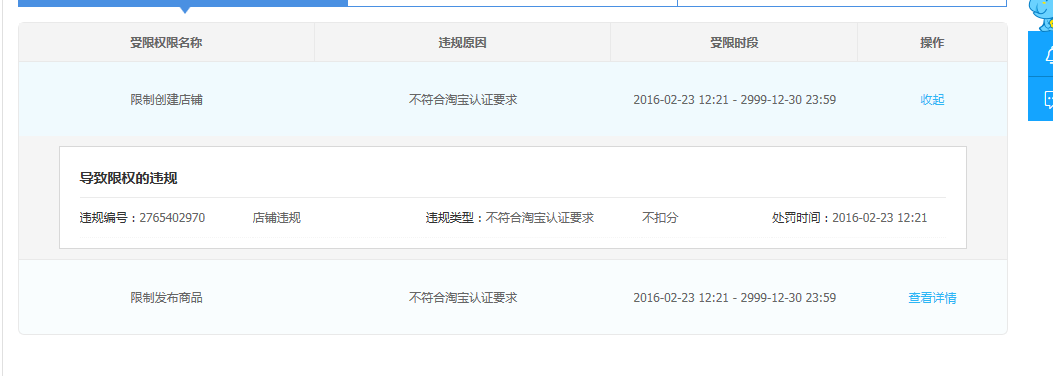 受限权限名称 违规原因 受限时段 操作
限制创建店铺 不符合淘宝认证要求 2016-02-23 12:21 - 2999-12-30 23:59 收起
导致限权的违规
违规编号：2765402970 店铺违规 违规类型：不符合淘宝认证要求 不扣分 处罚时间：2016-02-23 12:21
限制发布商品 不符合淘宝认证要求 2016-02-23 12:21 - 2999-12-30 23:59 查看详情